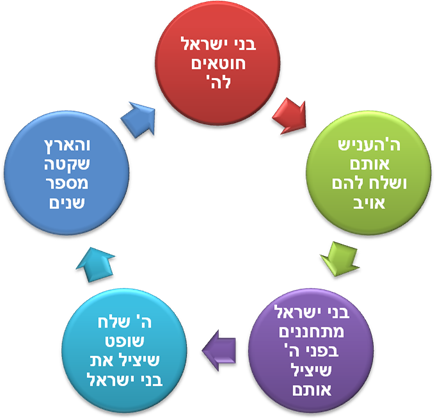 בני ישראל
חוטאים
לה'
ה'העניש
אותם
ושלח להם
אויב
בני ישראל
מתחננים
בפני ה'
שיציל
אותם
ה' שלח
שופט
שיציל את
בני ישראל
והארץ
שקטה
מספר
שנים